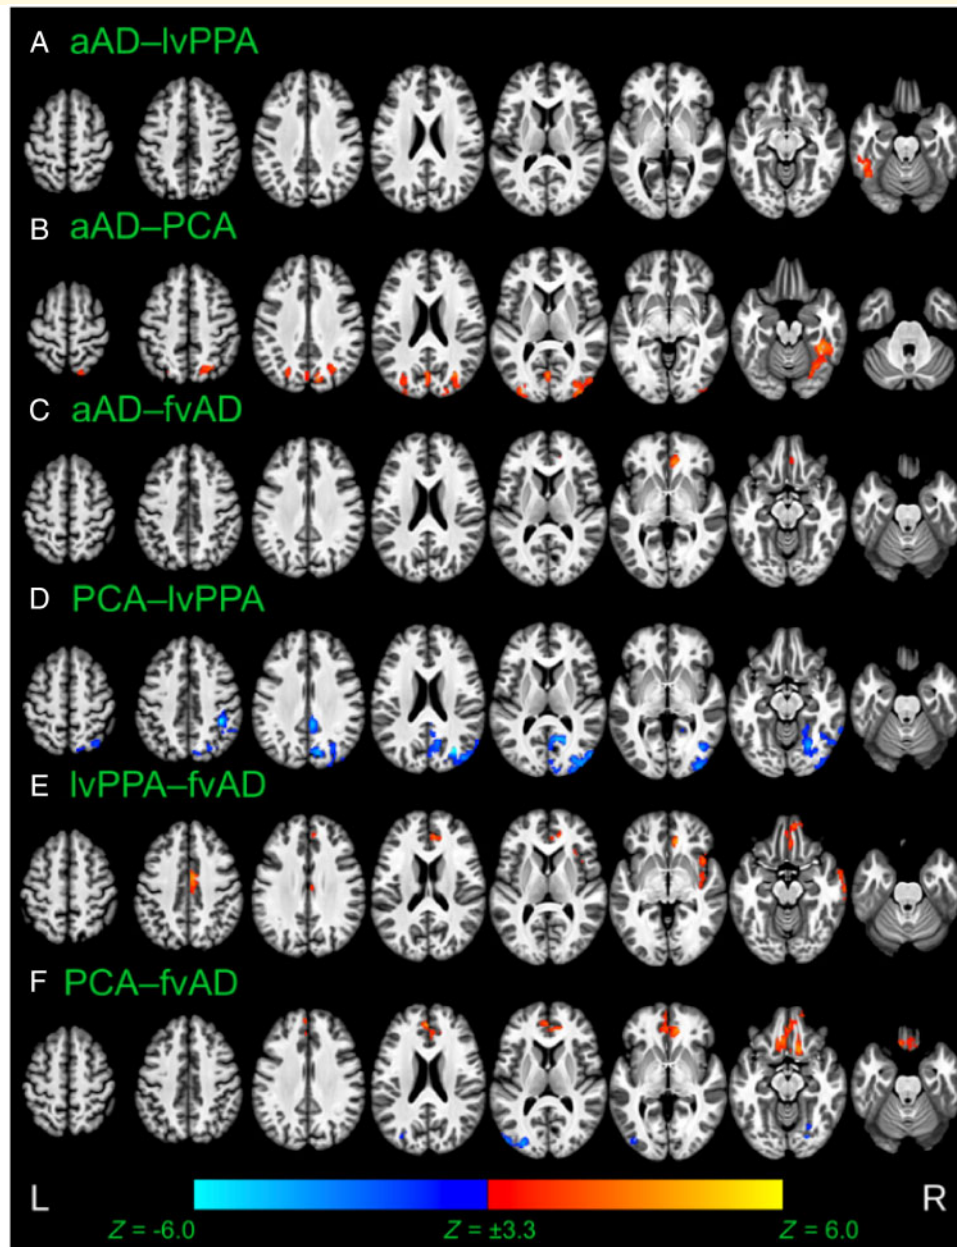 A aAD–lvPPA
B aAD–PCA
C aAD–fvAD
D PCA–lvPPA
E lvPPA–fvAD
F PCA–fvAD
L R
Z = -6.0 Z = ±3.3 Z = 6.0